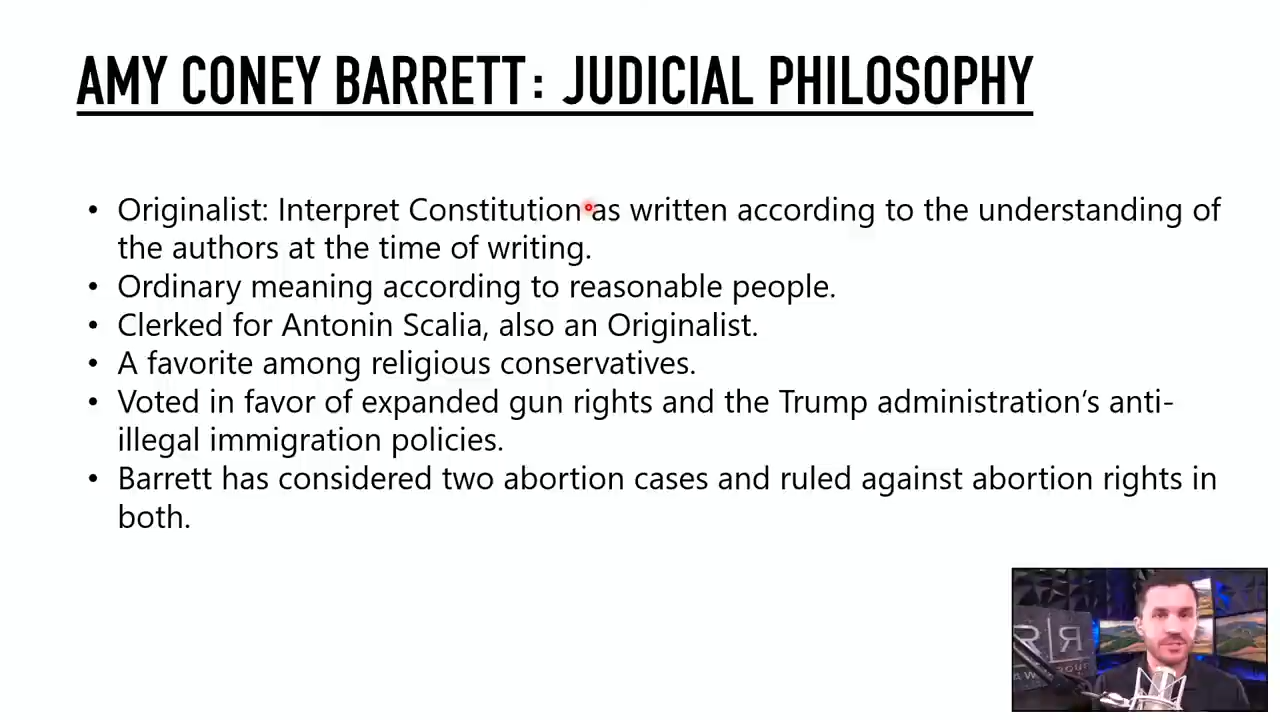 AMY CONEY BARRETT: JUDICIAL PHILOSOPHY
• Originalist: Interpret Constitution as written according to the understanding of
the authors at the time of writing.
• Ordinary meaning according to reasonable people.
• Clerked for Antonin Scalia, also an Originalist.
• A favorite among religious conservatives.
• Voted in favor of expanded gun rights and the Trump administration’s anti-
illegal immigration policies.
• Barrett has considered two abortion cases and ruled against abortion rights in
both.